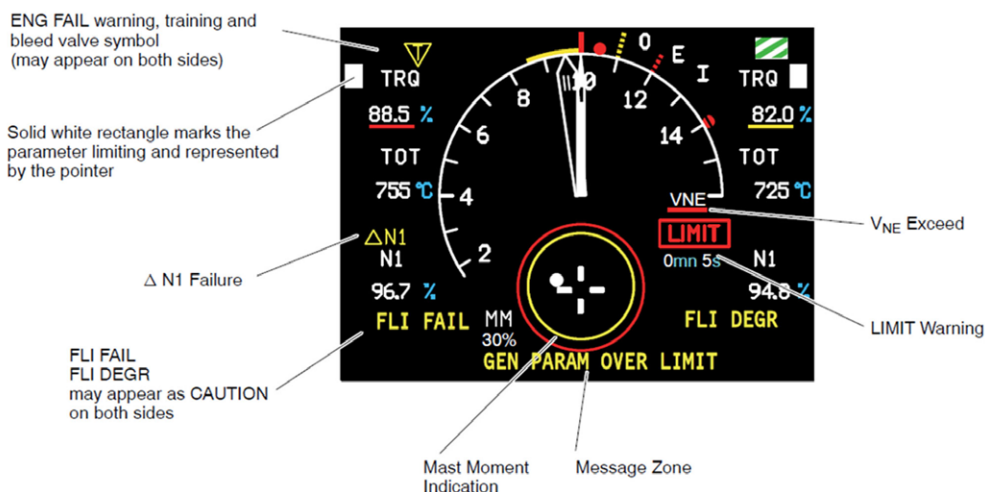 ENG FAIL warning, training and
bleed valve symbol
(may appear on both sides)
Solid white rectangle marks the
parameter limiting and represented
by the pointer
Δ N1 Failure
FLI FAIL
FLI DEGR
may appear as CAUTION
on both sides
T
TRQ
88.5 %
TOT
755 °C
ΔN1
N1
96.7 %
FLI FAIL
2
4
6
8
10
12
14
O
E
I
MM
30%
GEN PARAM OVER LIMIT
TRQ
82.0 %
TOT
725 °C
VNE
LIMIT
0mn 5s
N1
94.8 %
FLI DEGR
VNE Exceed
LIMIT Warning
Mast Moment
Indication
Message Zone